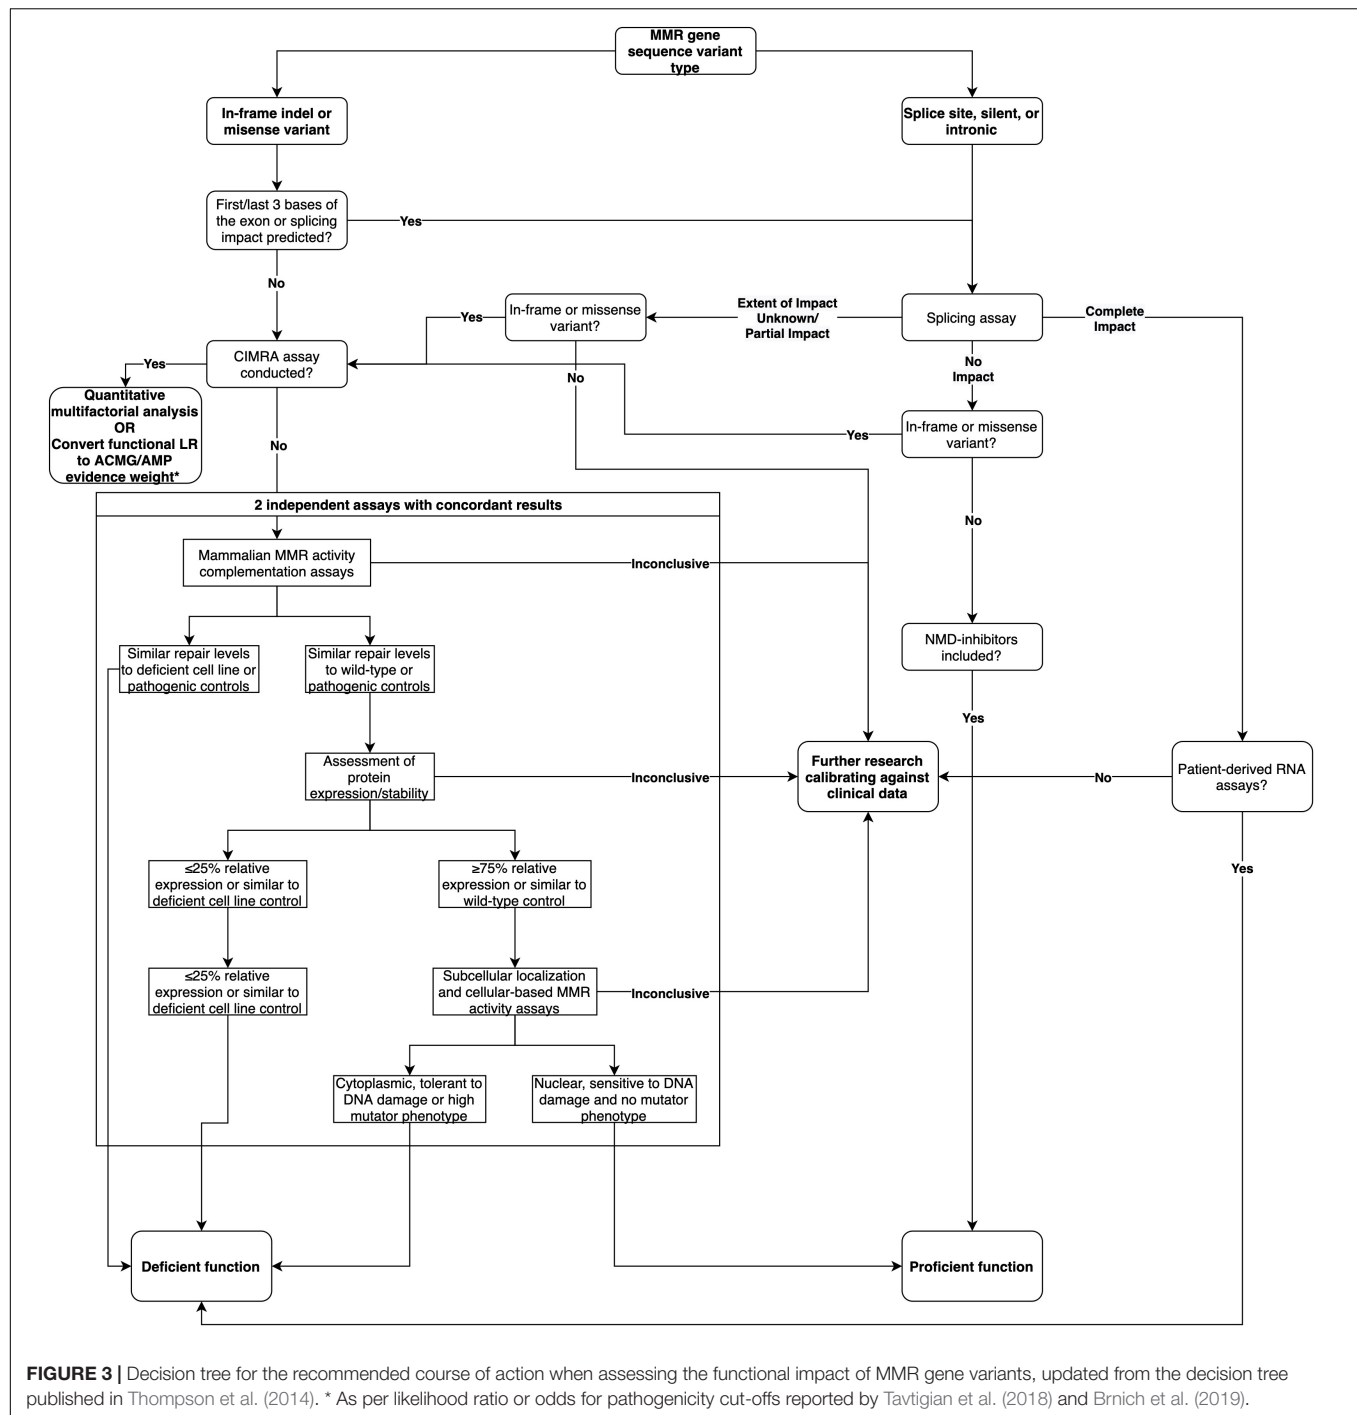 MMR gene
sequence variant
type
In-frame indel or
misense variant
Splice site, silent, or
intronic
First/last 3 bases of
the exon or splicing
impact predicted?
Yes
No
In-frame or missense
variant?
Extent of Impact
Unknown/
Partial Impact
Splicing assay
Complete
Impact
Yes
CIMRA assay
conducted?
Yes
No
Impact
No
Quantitative
multifactorial analysis
OR
Convert functional LR
to ACMG/AMP
evidence weight*
In-frame or missense
variant?
Yes
No
2 independent assays with concordant results
No
Mammalian MMR activity
complementation assays
Inconclusive
Similar repair levels
to deficient cell line or
pathogenic controls
Similar repair levels
to wild-type or
pathogenic controls
NMD-inhibitors
included?
Yes
Assessment of
protein
expression/stability
Inconclusive
Further research
calibrating against
clinical data
No
Patient-derived RNA
assays?
Yes
≤25% relative
expression or similar to
deficient cell line control
≥75% relative
expression or similar to
wild-type control
≤25% relative
expression or similar to
deficient cell line control
Subcellular localization
and cellular-based MMR
activity assays
Inconclusive
Cytoplasmic, tolerant to
DNA damage or high
mutator phenotype
Nuclear, sensitive to DNA
damage and no mutator
phenotype
Deficient function
Proficient function
FIGURE 3 | Decision tree for the recommended course of action when assessing the functional impact of MMR gene variants, updated from the decision tree
published in Thompson et al. (2014). * As per likelihood ratio or odds for pathogenicity cut-offs reported by Tavtigian et al. (2018) and Brnich et al. (2019).